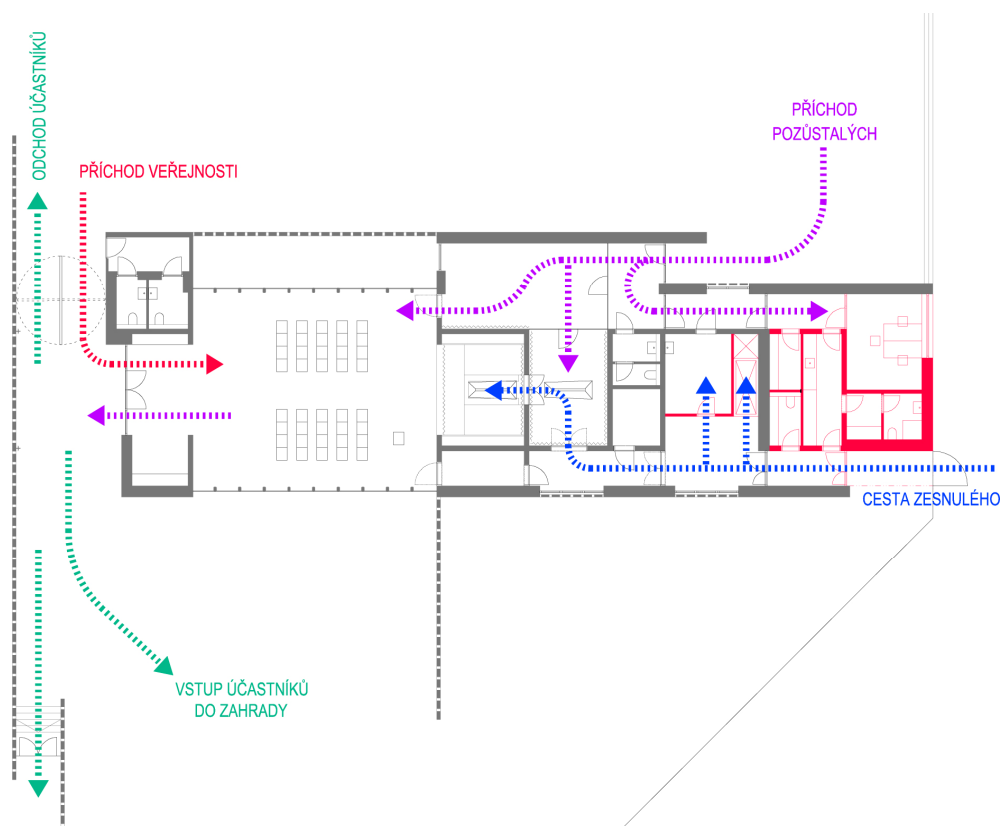 ODCHOD ÚČASTNÍKŮ
PŘÍCHOD VEŘEJNOSTI
PŘÍCHOD
POZŮSTALÝCH
CESTA ZESNULÉHO
VSTUP ÚČASTNÍKŮ
DO ZAHRADY